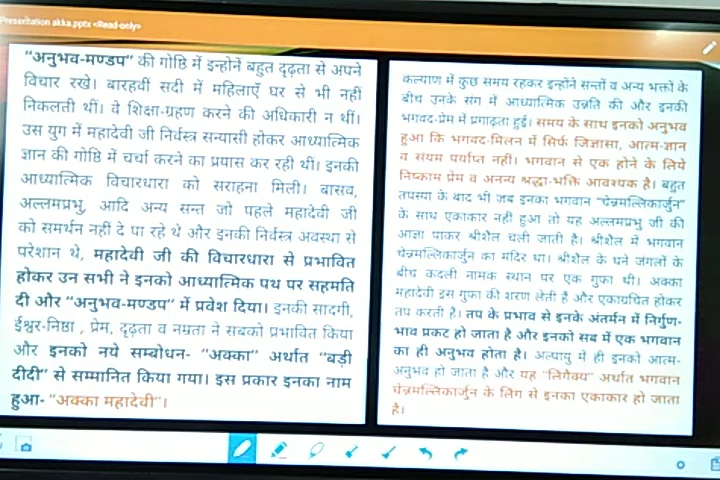 Presentation akka.pptx <Read-only>
"अनुभव-मण्डप" की गोष्ठि में इन्होनें बहुत दृढ़ता से अपने
विचार रखे। बारहवीं सदी में महिलाएँ घर से भी नहीं
निकलती थीं। वे शिक्षा-ग्रहण करने की अधिकारी न थीं।
उस युग में महादेवी जी निर्वस्त्र सन्यासी होकर आध्यात्मिक
ज्ञान की गोष्ठि में चर्चा करने का प्रयास कर रही थीं। इनकी
आध्यात्मिक विचारधारा को सराहना मिली। बासव,
अल्लमप्रभु, आदि अन्य सन्त जो पहले महादेवी जी
को समर्थन नहीं दे पा रहे थे और इनकी निर्वस्त्र अवस्था से
परेशान थे, महादेवी जी की विचारधारा से प्रभावित
होकर उन सभी ने इनको आध्यात्मिक पथ पर सहमति
दी और "अनुभव-मण्डप" में प्रवेश दिया। इनकी सादगी,
ईश्वर-निष्ठा , प्रेम, दृढ़ता व नम्रता ने सबको प्रभावित किया
और इनको नये सम्बोधन- "अक्का" अर्थात "बड़ी
दीदी" से सम्मानित किया गया। इस प्रकार इनका नाम
हुआ- "अक्का महादेवी"।
कल्याण में कुछ समय रहकर इन्होंने सन्तों व अन्य भक्तो के
बीच उनके संग में आध्यात्मिक उन्नति की और इनकी
भगवद-प्रेम में प्रगाढ़ता हुई। समय के साथ इनको अनुभव
हुआ कि भगवद-मिलन में सिर्फ जिज्ञासा, आत्म-ज्ञान
व संयम पर्याप्त नहीं। भगवान से एक होने के लिये
निष्काम प्रेम व अनन्य श्रद्धा-भक्ति आवश्यक है। बहुत
तपस्या के बाद भी जब इनका भगवान "चेन्नमल्लिकार्जुन"
के साथ एकाकार नहीं हुआ तो यह अल्लमप्रभु जी की
आज्ञा पाकर श्रीशैल चली जाती है। श्रीशैल में भगवान
चेन्नमल्लिकार्जुन का मंदिर था। श्रीशैल के घने जंगलों के
बीच कदली नामक स्थान पर एक गुफा थी। अक्का
महादेवी इस गुफा की शरण लेती है और एकाग्रचित होकर
तप करती है। तप के प्रभाव से इनके अंतर्मन में निर्गुण-
भाव प्रकट हो जाता है और इनको सब में एक भगवान
का ही अनुभव होता है। अल्पायु में ही इनको आत्म-
अनुभव हो जाता है और यह "लिंगैक्य" अर्थात भगवान
चेन्नमल्लिकार्जुन के लिंग से इनका एकाकार हो जाता
है।